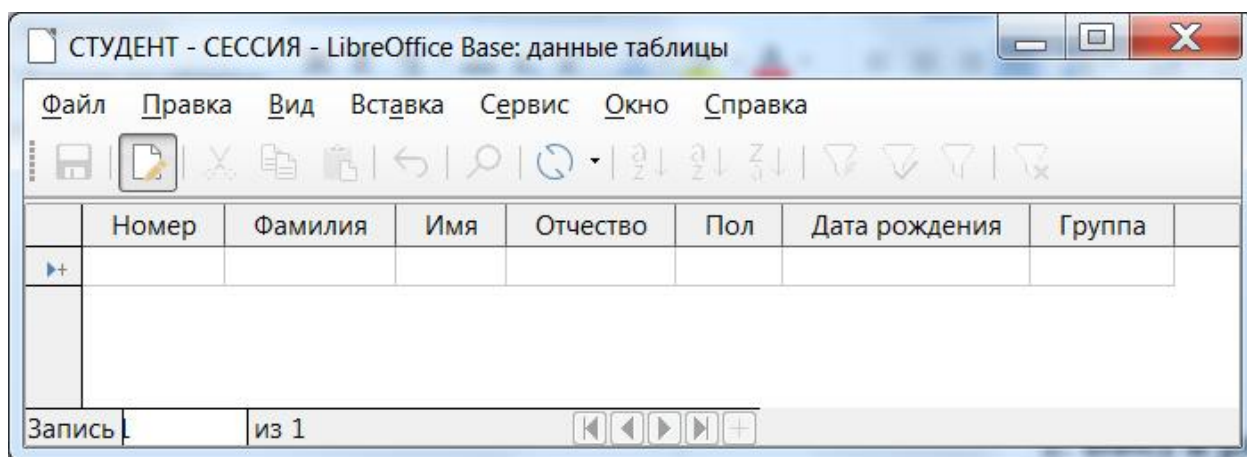 СТУДЕНТ - СЕССИЯ - LibreOffice Base: данные таблицы
Файл Правка Вид Вставка Сервис Окно Справка
Номер Фамилия Имя Отчество Пол Дата рождения Группа
Запись 1 из 1